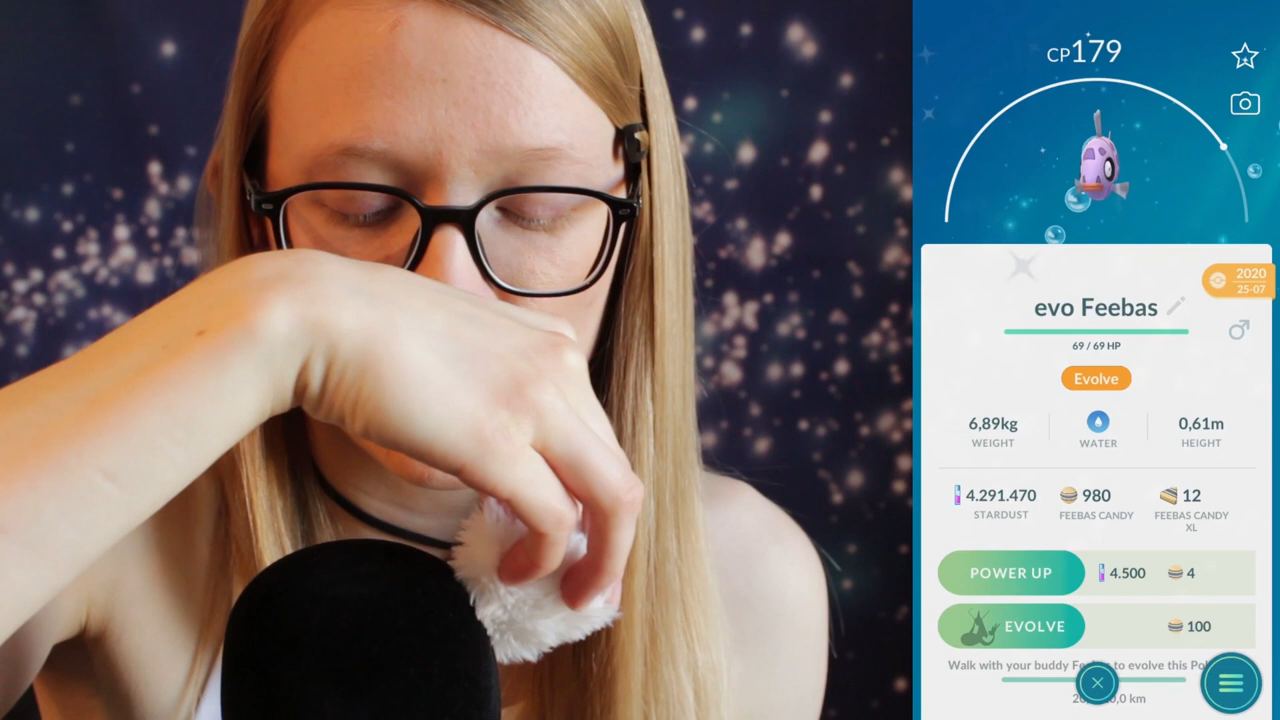 CP179
2020
25-07
evo Feebas
69 / 69 HP
Evolve
6,89kg
WEIGHT
WATER
0,61m
HEIGHT
4.291.470
STARDUST
980
FEEBAS CANDY
12
FEEBAS CANDY
XL
POWER UP
4.500
4
EVOLVE
100
Walk with your buddy to evolve this
km